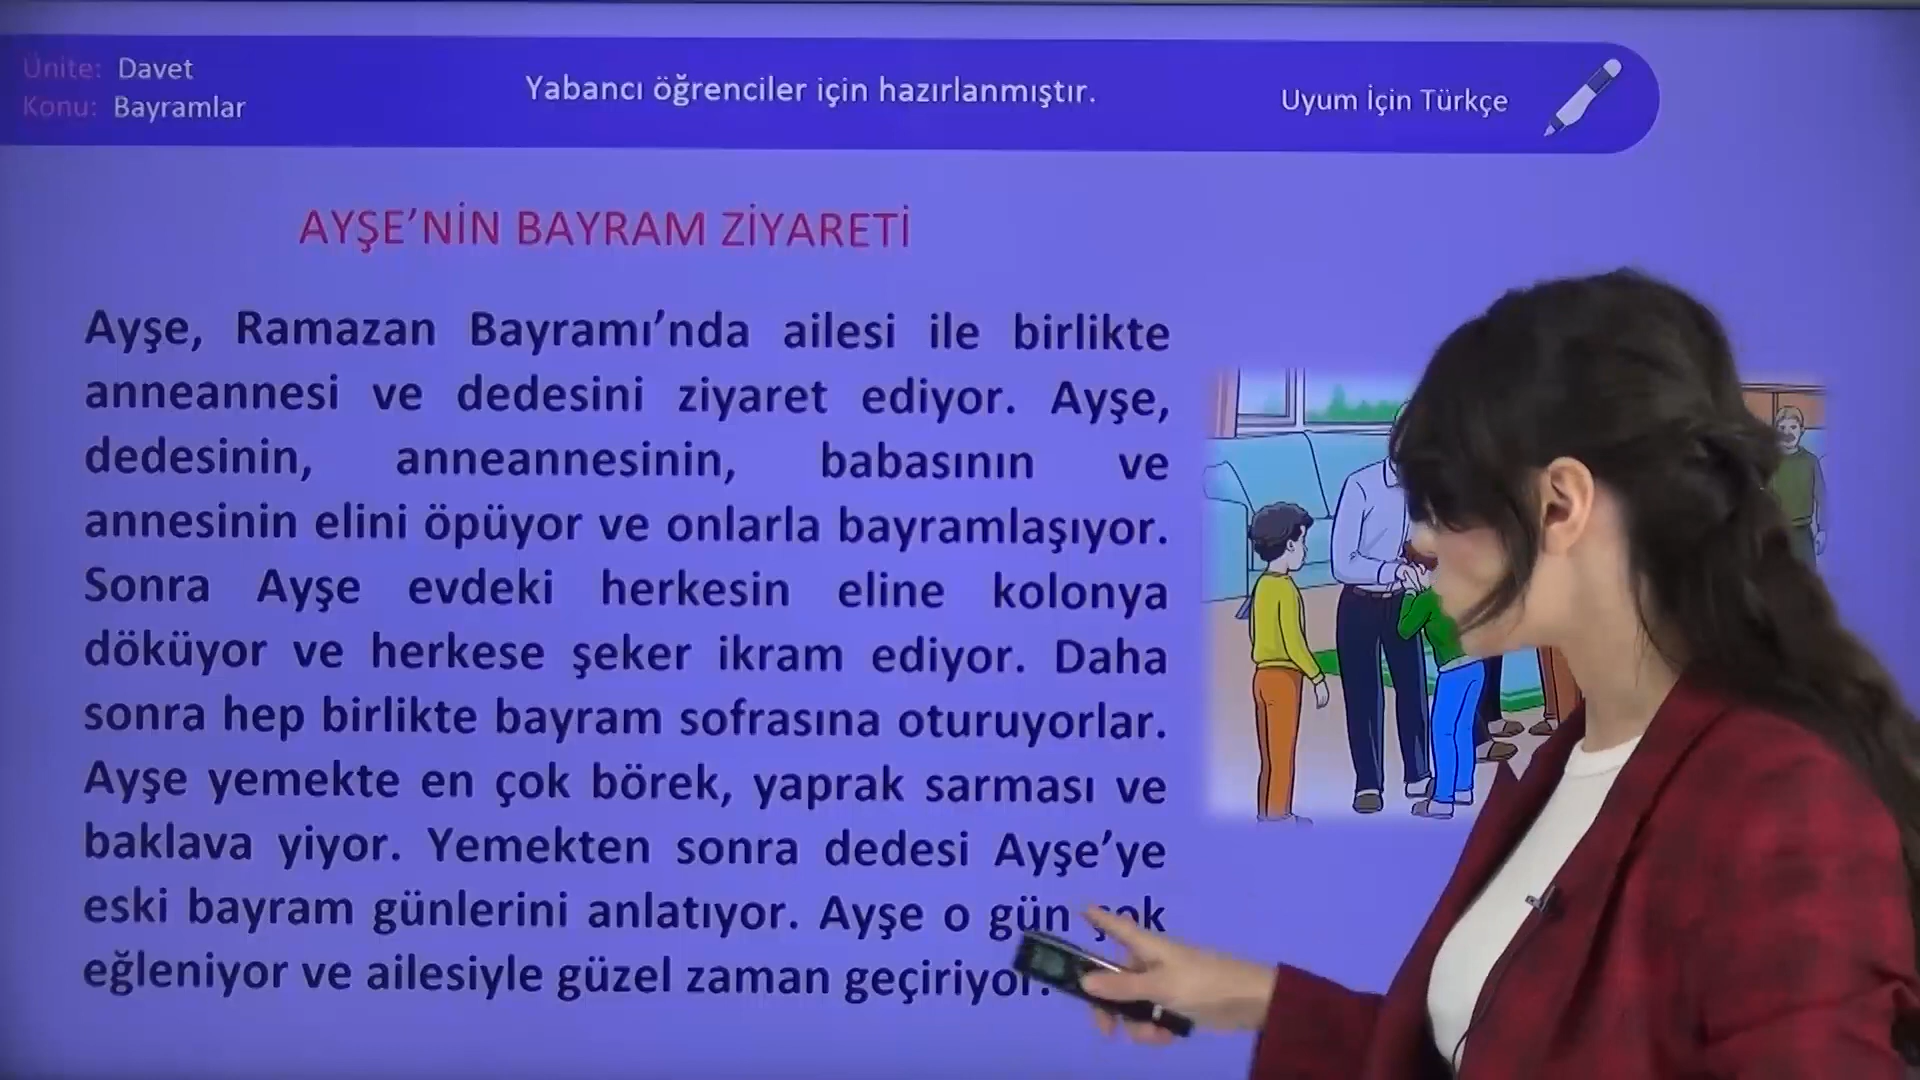 Ünite: Davet
Konu: Bayramlar
Yabancı öğrenciler için hazırlanmıştır.
Uyum İçin Türkçe
AYŞE’NİN BAYRAM ZİYARETİ
Ayşe, Ramazan Bayramı’nda ailesi ile birlikte
anneannesi ve dedesini ziyaret ediyor. Ayşe,
dedesinin, anneannesinin, babasının ve
annesinin elini öpüyor ve onlarla bayramlaşıyor.
Sonra Ayşe evdeki herkesin eline kolonya
döküyor ve herkese şeker ikram ediyor. Daha
sonra hep birlikte bayram sofrasına oturuyorlar.
Ayşe yemekte en çok börek, yaprak sarması ve
baklava yiyor. Yemekten sonra dedesi Ayşe’ye
eski bayram günlerini anlatıyor. Ayşe o gün çok
eğleniyor ve ailesiyle güzel zaman geçiriyor.